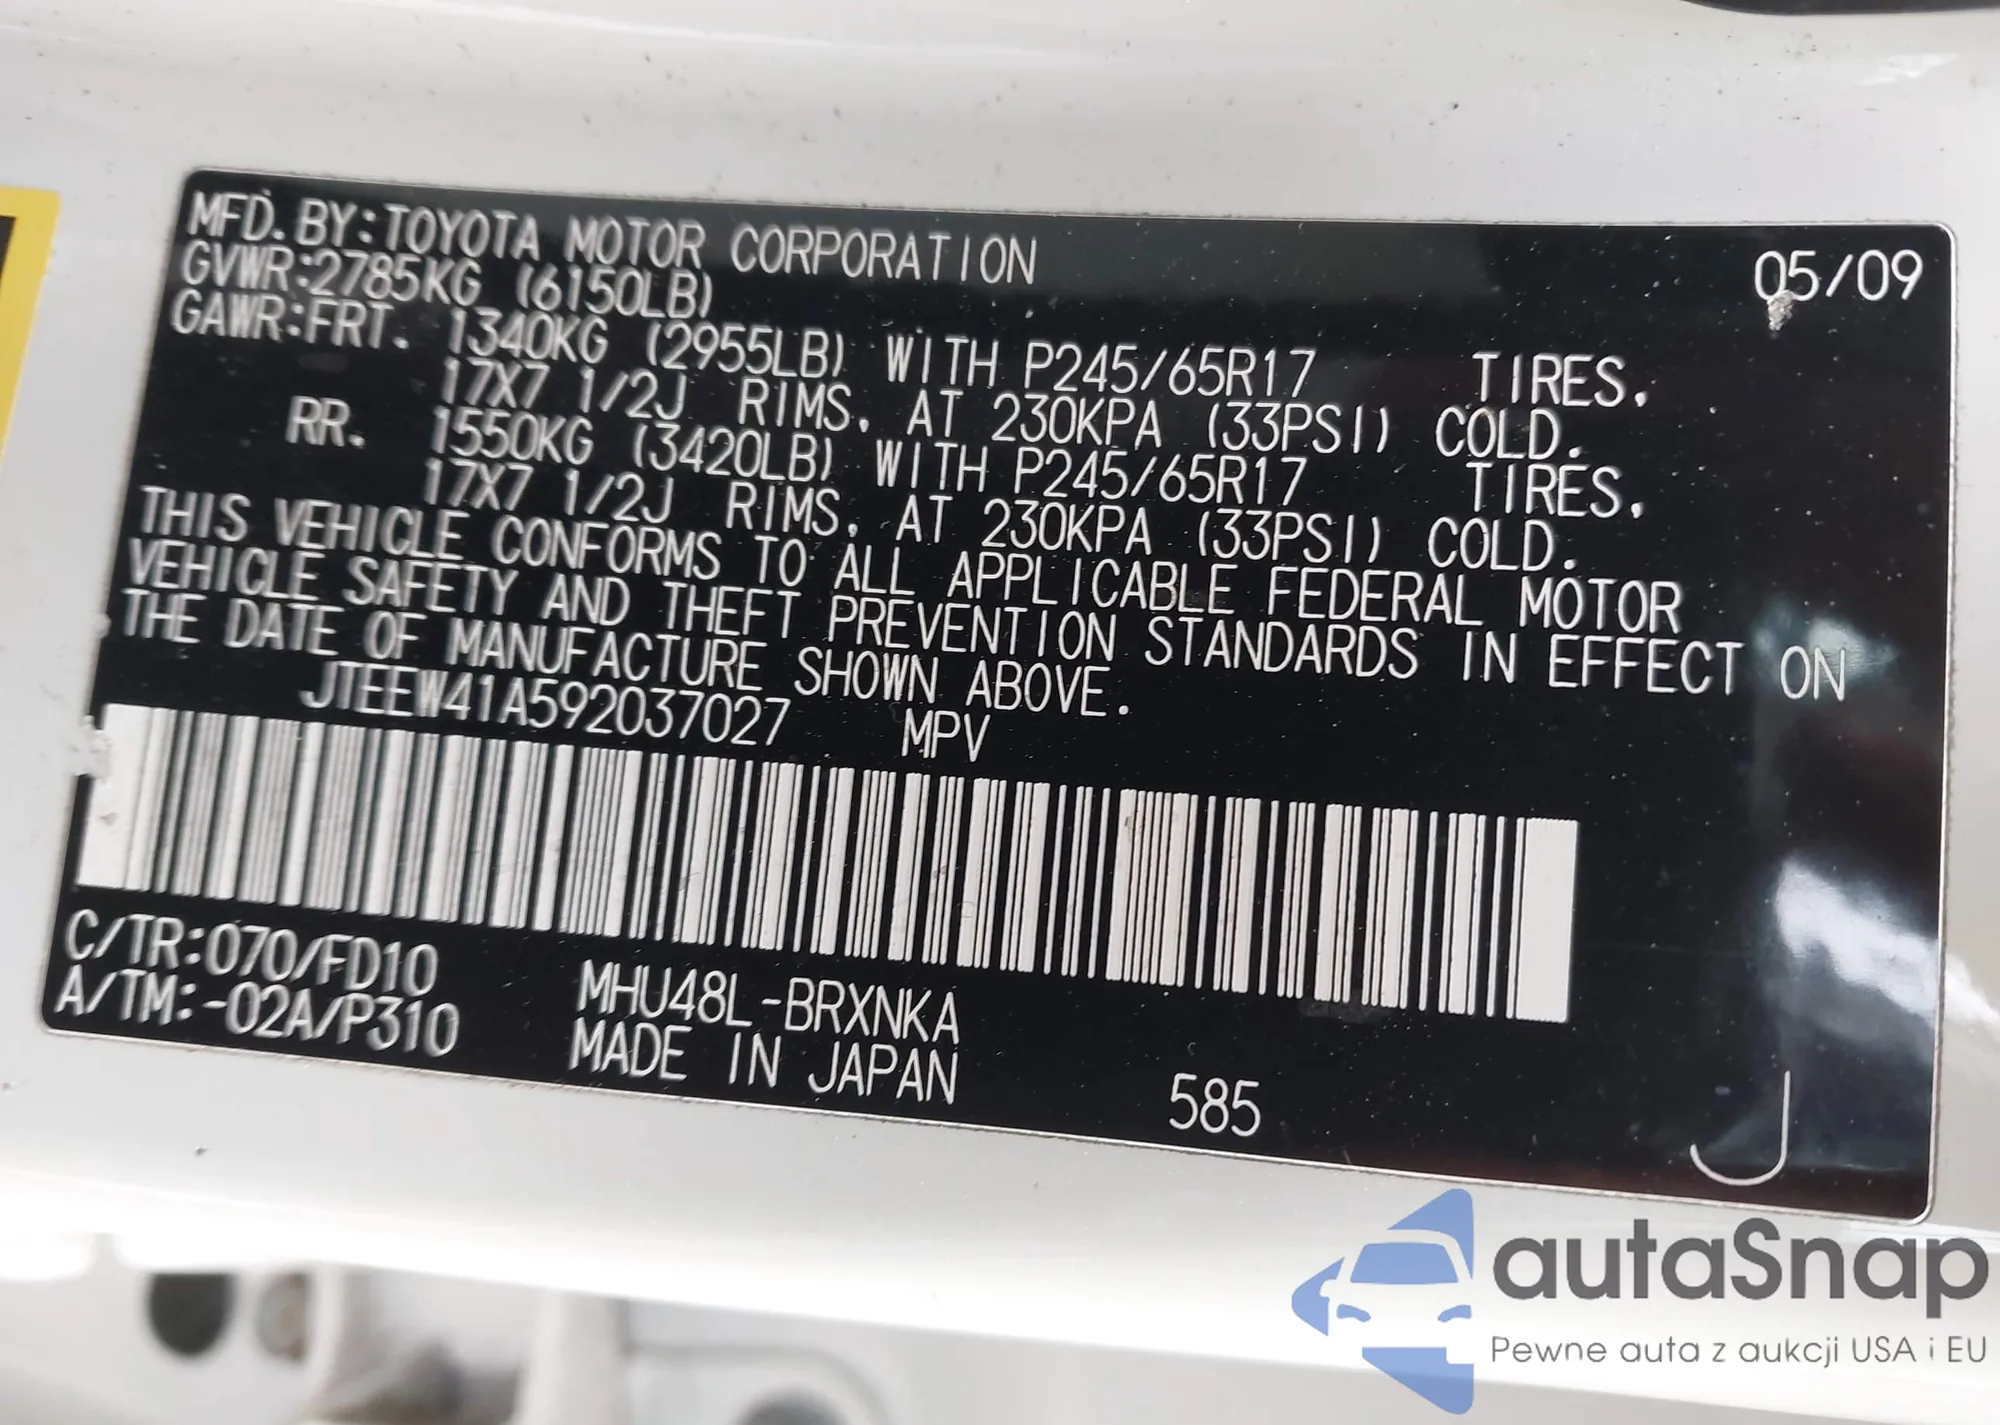 MFD. BY: TOYOTA MOTOR CORPORATION 05/09
GVWR: 2785KG (6150LB)
GAWR: FRT. 1340KG (2955LB) WITH P245/65R17 TIRES.
17X7 1/2J RIMS, AT 230KPA (33PSI) COLD.
RR. 1550KG (3420LB) WITH P245/65R17 TIRES,
17X7 1/2J RIMS, AT 230KPA (33PSI) COLD.
THIS VEHICLE CONFORMS TO ALL APPLICABLE FEDERAL MOTOR
VEHICLE SAFETY AND THEFT PREVENTION STANDARDS IN EFFECT ON
THE DATE OF MANUFACTURE SHOWN ABOVE.
JTEEW41A592037027 MPV
C/TR: 070/FD10
A/TM: -02A/P310
MHU48L-BRXNKA
MADE IN JAPAN
585
J
autaSnap
Pewne auta z aukcji USA i EU